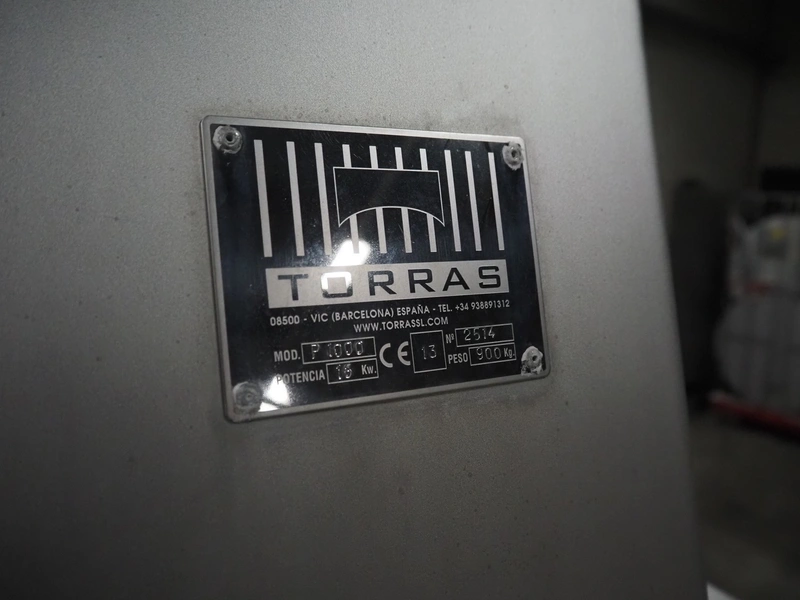 TORRAS
08500 - VIC (BARCELONA) ESPAÑA - TEL. +34 938891312
WWW.TORRASSL.COM
MOD. P 1000 CE 13 Nº 2514
POTENCIA Kw. PESO 900 Kg.